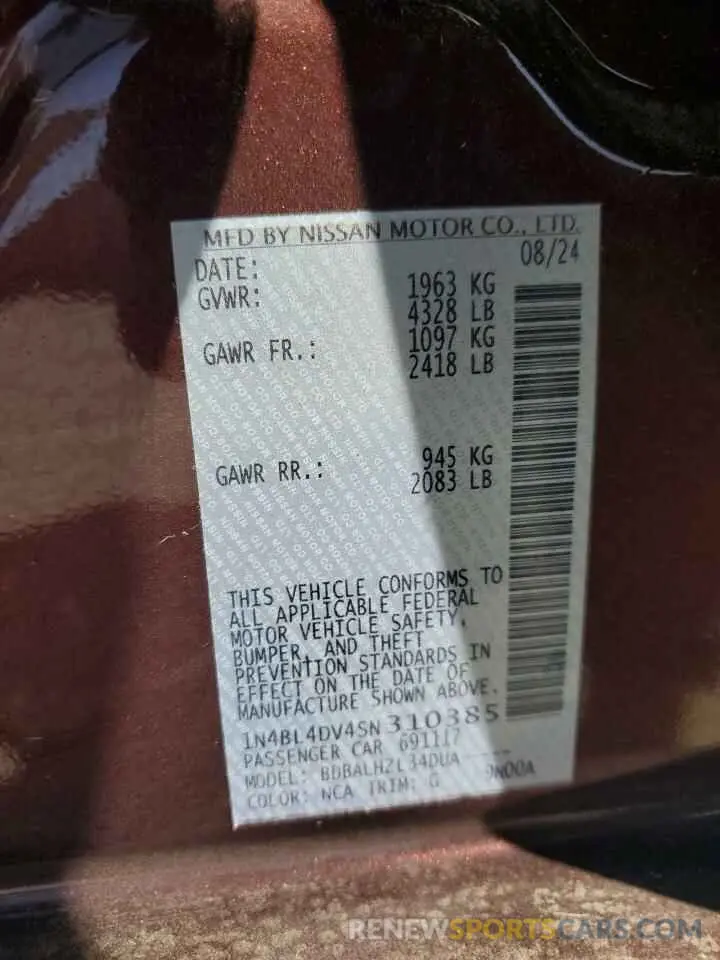 MFD BY NISSAN MOTOR CO., LTD.
DATE: 08/24
GVWR: 1963 KG
4328 LB
GAWR FR.: 1097 KG
2418 LB
GAWR RR.: 945 KG
2083 LB
THIS VEHICLE CONFORMS TO
ALL APPLICABLE FEDERAL
MOTOR VEHICLE SAFETY,
BUMPER, AND THEFT
PREVENTION STANDARDS IN
EFFECT ON THE DATE OF
MANUFACTURE SHOWN ABOVE.
1N4BL4DV4SN310385
PASSENGER CAR 691117
MODEL: BDBALHZL34DUA-----
COLOR: NCA TRIM: G 9N00A
RENEWSPORTSCARS.COM